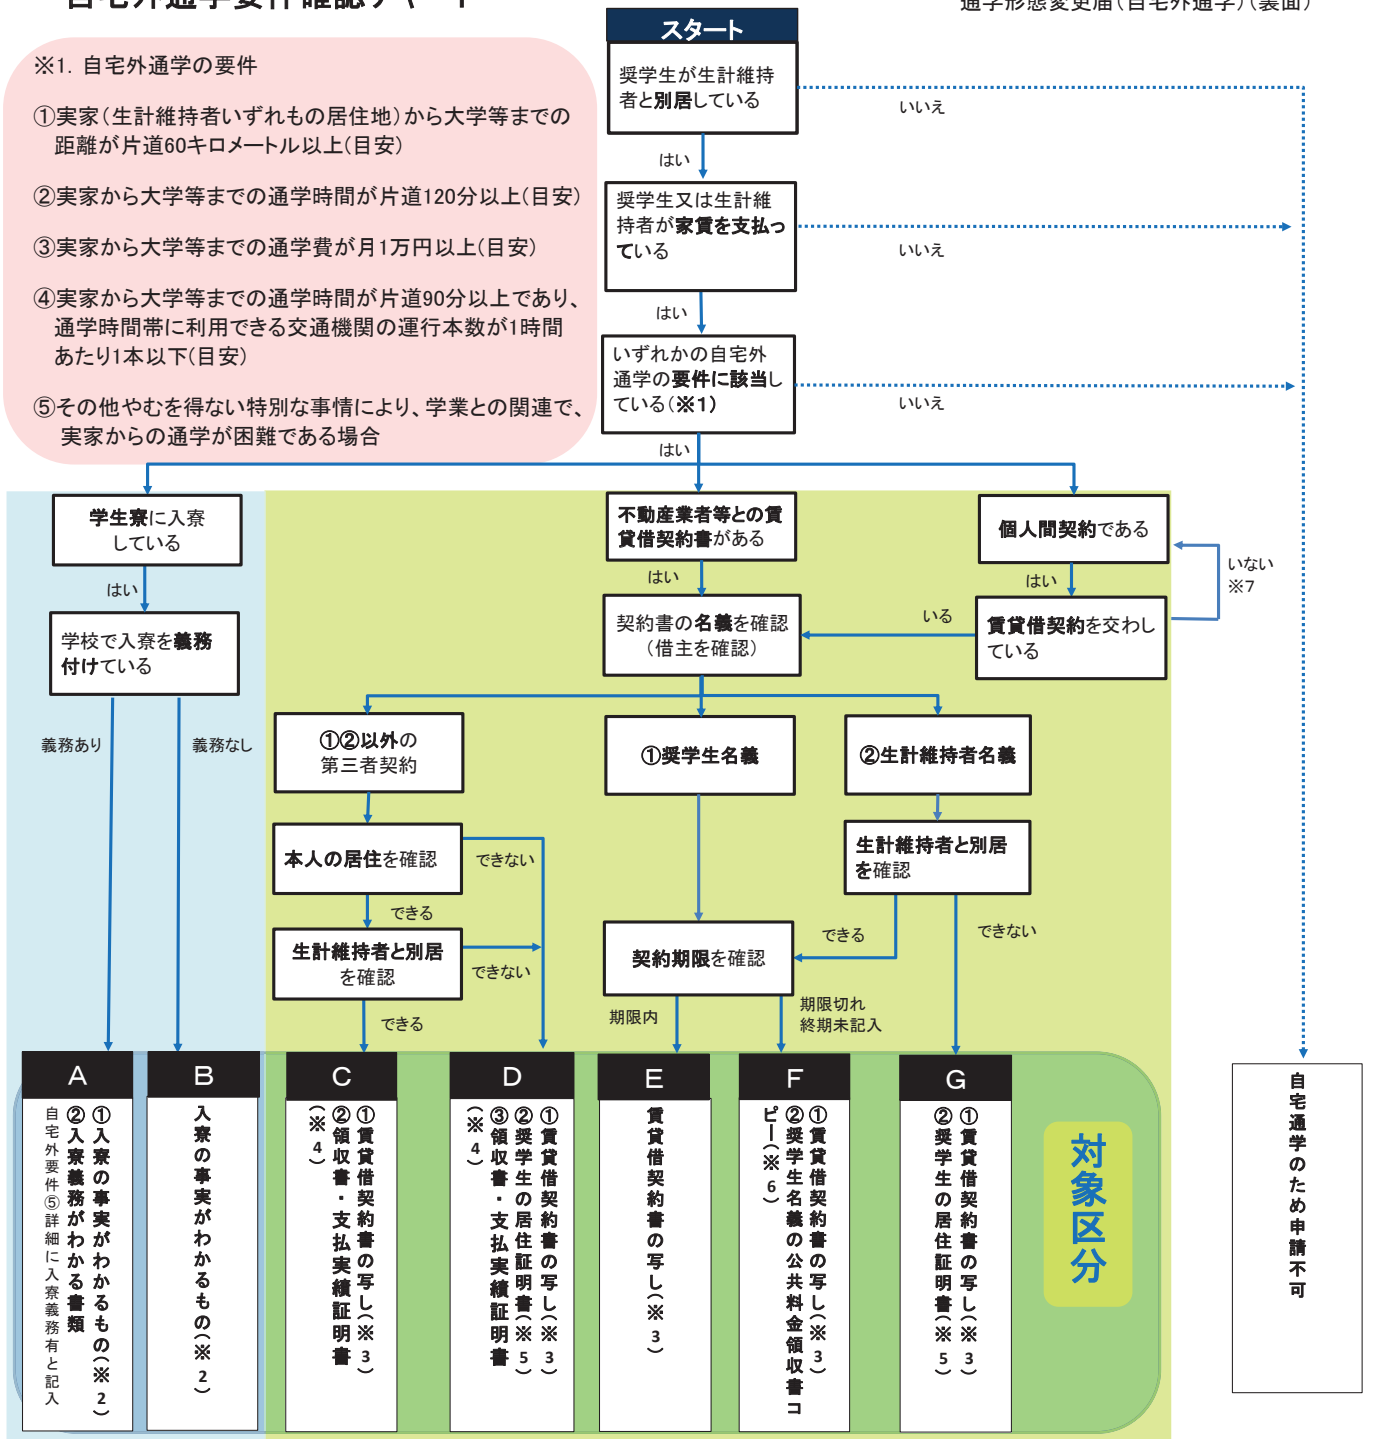 自宅外通学要件確認チャート
通学形態変更届(自宅外通学)(裏面)
※1. 自宅外通学の要件
①実家(生計維持者いずれもの居住地)から大学等までの
距離が片道60キロメートル以上(目安)
②実家から大学等までの通学時間が片道120分以上(目安)
③実家から大学等までの通学費が月1万円以上(目安)
④実家から大学等までの通学時間が片道90分以上であり、
通学時間帯に利用できる交通機関の運行本数が1時間
あたり1本以下(目安)
⑤その他やむを得ない特別な事情により、学業との関連で、
実家からの通学が困難である場合
スタート
奨学生が生計維持
者と別居している
いいえ
はい
奨学生又は生計維
持者が家賃を支払っ
ている
いいえ
はい
いずれかの自宅外
通学の要件に該当し
ている(※1)
いいえ
はい
学生寮に入寮
している
はい
学校で入寮を義務
付けている
義務あり
義務なし
不動産業者等との賃
貸借契約書がある
はい
契約書の名義を確認
(借主を確認)
個人間契約である
はい
いない
※7
賃貸借契約を交わし
ている
いる
①②以外の
第三者契約
①奨学生名義
②生計維持者名義
本人の居住を確認
できない
できる
生計維持者と別居
を確認
できない
できる
生計維持者と別居
を確認
できる
できない
契約期限を確認
期限内
期限切れ
終期未記入
A
①入寮の事実がわかるもの(※2)
②入寮義務がわかる書類
自宅外要件⑤詳細に入寮義務有と記入
B
入寮の事実がわかるもの(※2)
C
①賃貸借契約書の写し(※3)
②領収書・支払実績証明書
(※4)
D
①賃貸借契約書の写し(※3)
②奨学生の居住証明書(※5)
③領収書・支払実績証明書
(※4)
E
賃貸借契約書の写し(※3)
F
①賃貸借契約書の写し(※3)
②奨学生名義の公共料金領収書コ
ピー(※6)
G
①賃貸借契約書の写し(※3)
②奨学生の居住証明書(※5)
対象区分
自宅通学のため申請不可